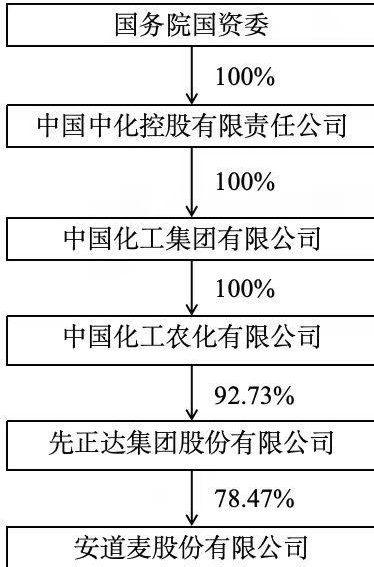 国务院国资委
100%
中国中化控股有限责任公司
100%
中国化工集团有限公司
100%
中国化工农化有限公司
92.73%
先正达集团股份有限公司
78.47%
安道麦股份有限公司